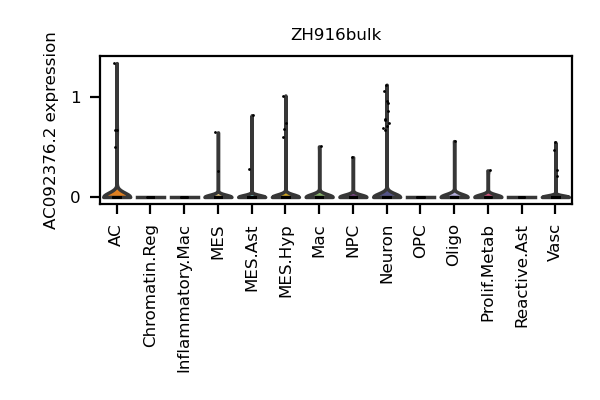 ZH916bulk
AC092376.2 expression
1
0
AC
Chromatin.Reg
Inflammatory.Mac
MES
MES.Ast
MES.Hyp
Mac
NPC
Neuron
OPC
Oligo
Prolif.Metab
Reactive.Ast
Vasc